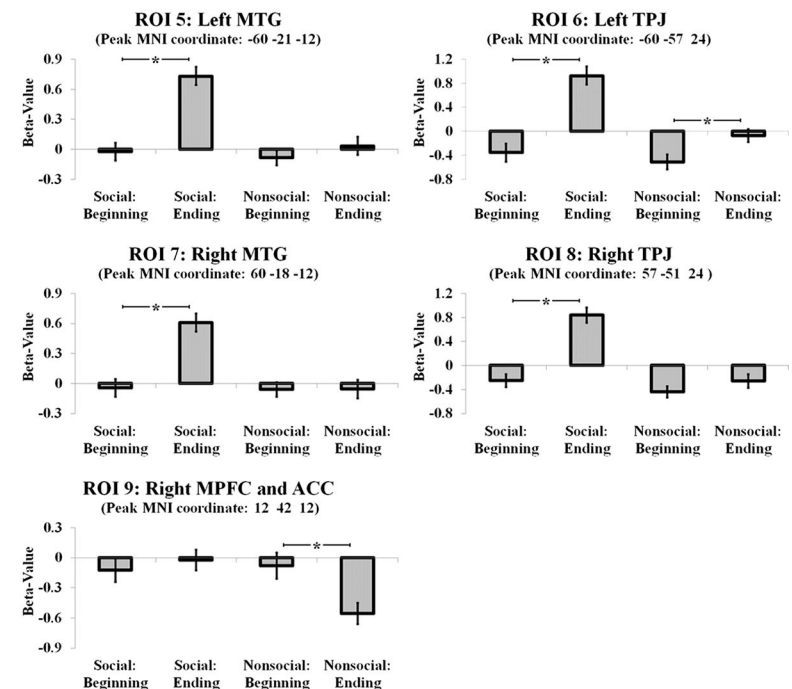 ROI 5: Left MTG
(Peak MNI coordinate: -60 -21 -12)
Beta-Value
0.9
0.6
0.3
0
-0.3
*
Social: Beginning
Social: Ending
Nonsocial: Beginning
Nonsocial: Ending
ROI 6: Left TPJ
(Peak MNI coordinate: -60 -57 24)
Beta-Value
1.2
0.8
0.4
0
-0.4
-0.8
*
*
Social: Beginning
Social: Ending
Nonsocial: Beginning
Nonsocial: Ending
ROI 7: Right MTG
(Peak MNI coordinate: 60 -18 -12)
Beta-Value
0.9
0.6
0.3
0
-0.3
*
Social: Beginning
Social: Ending
Nonsocial: Beginning
Nonsocial: Ending
ROI 8: Right TPJ
(Peak MNI coordinate: 57 -51 24 )
Beta-Value
1.2
0.8
0.4
0
-0.4
-0.8
*
Social: Beginning
Social: Ending
Nonsocial: Beginning
Nonsocial: Ending
ROI 9: Right MPFC and ACC
(Peak MNI coordinate: 12 42 12)
Beta-Value
0.3
0
-0.3
-0.6
-0.9
*
Social: Beginning
Social: Ending
Nonsocial: Beginning
Nonsocial: Ending